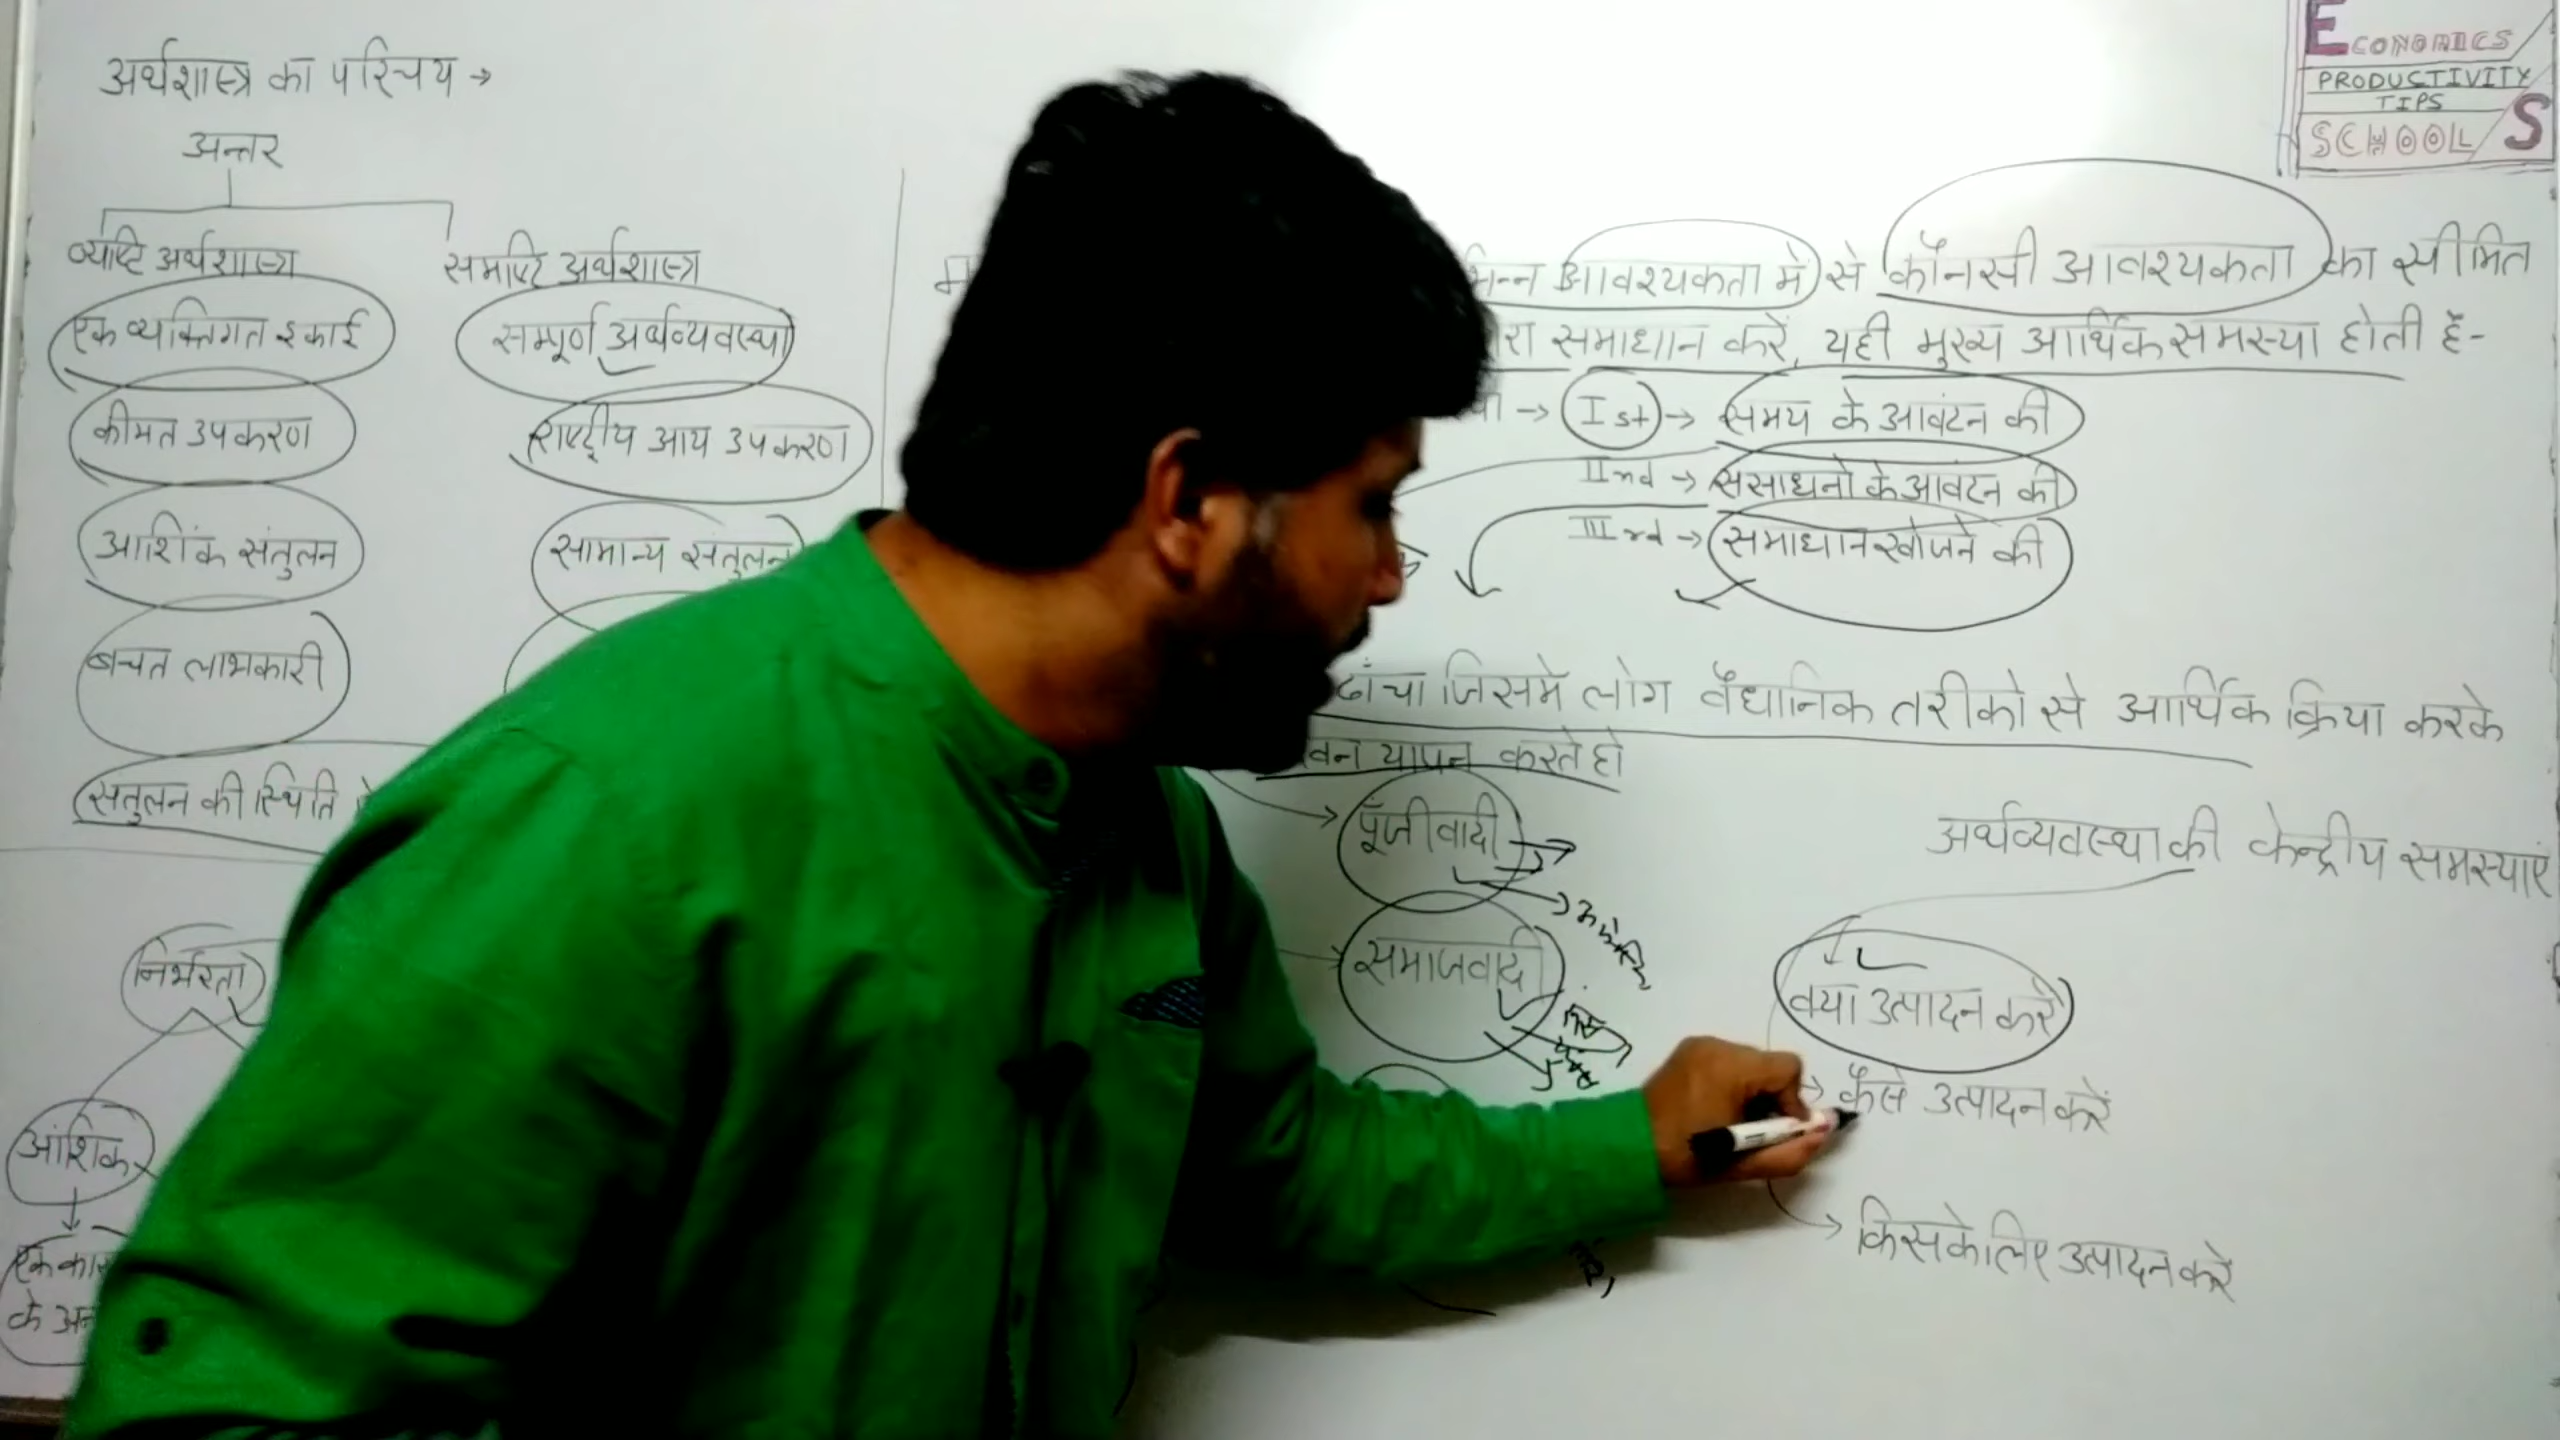 अर्थशास्त्र का परिचय →
अन्तर
व्यष्टि अर्थशास्त्र
समष्टि अर्थशास्त्र
एक व्यक्तिगत इकाई
सम्पूर्ण अर्थव्यवस्था
कीमत उपकरण
राष्ट्रीय आय उपकरण
आशिंक संतुलन
सामान्य संतुलन
बचत लाभकारी
सतुलन की स्थिति
निर्भरता
आंशिक
एक
के
ECONOMICS
PRODUCTIVITY
TIPS
SCHOOL S
आवश्यकता में से कौनसी आवश्यकता का सीमित
समाधान करें, यही मुख्य आर्थिक समस्या होती है-
→ Ist → समय के आवंटन की
IInd → संसाधनो के आवंटन की
IIIrd → समाधान खोजने की
ढांचा जिसमे लोग वैधानिक तरीको से आर्थिक क्रिया करके
यापन करते हो
पूँजीवादी
समाजवादी
अर्थव्यवस्था की केन्द्रीय समस्याएं
क्या उत्पादन करें
→ कैसे उत्पादन करें
→ किसके लिए उत्पादन करें